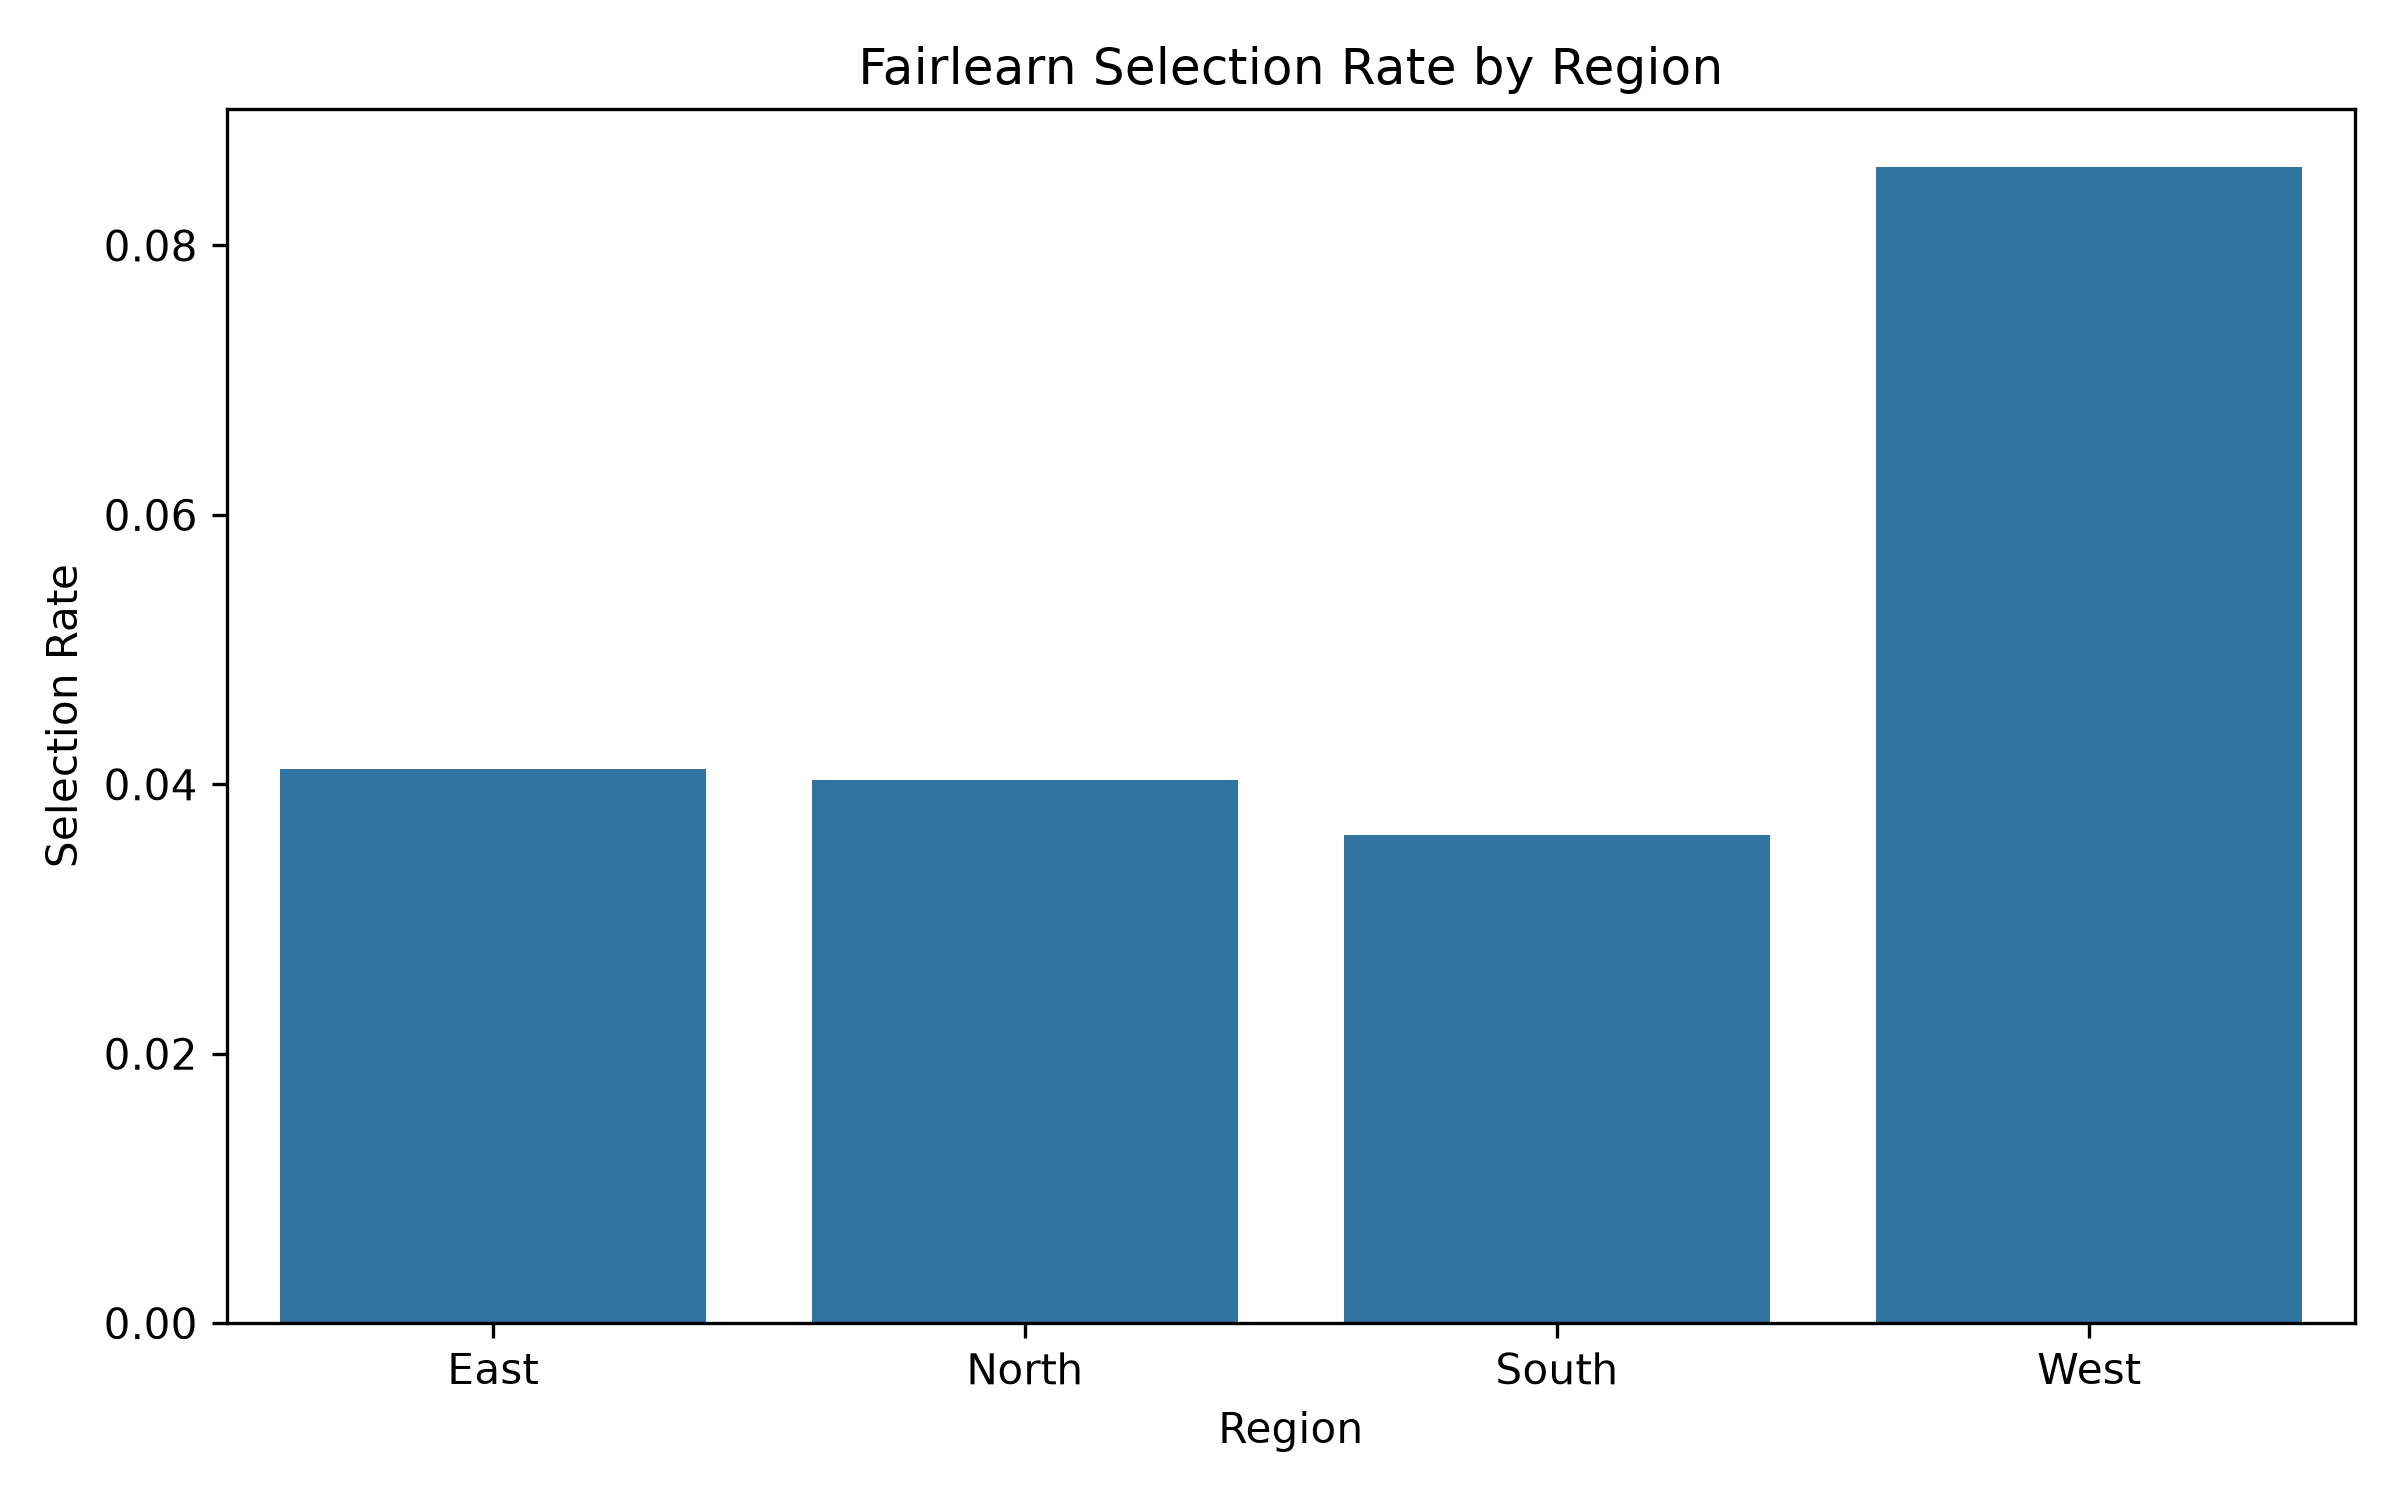 Fairlearn Selection Rate by Region
Selection Rate
0.08
0.06
0.04
0.02
0.00
East
North
South
West
Region